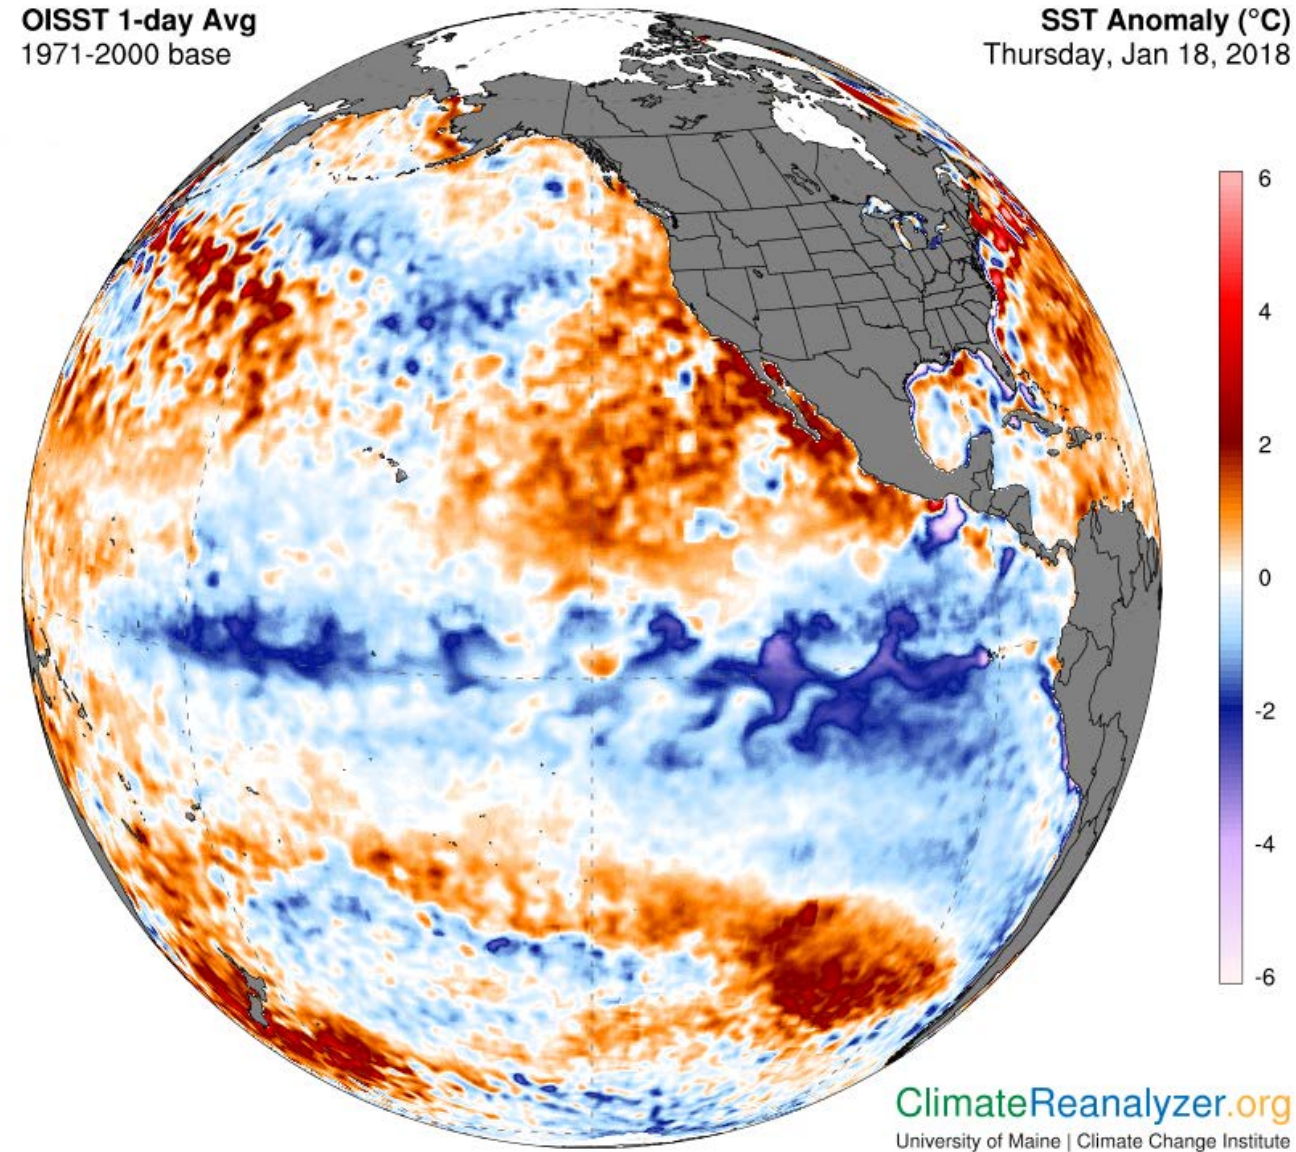 OISST 1-day Avg
1971-2000 base
SST Anomaly (°C)
Thursday, Jan 18, 2018
6
4
2
0
-2
-4
-6
ClimateReanalyzer.org
University of Maine | Climate Change Institute